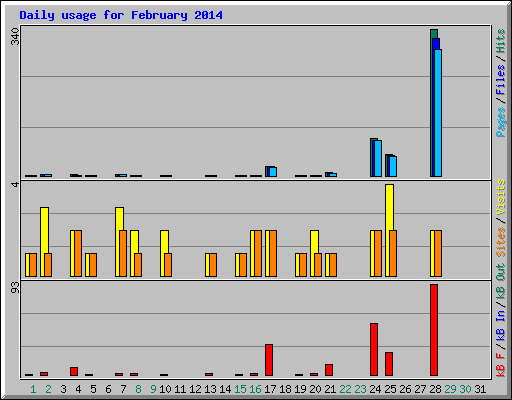 Daily usage for February 2014
340
Pages / Files / Hits
4
Sites / Visits
93
kB F / kB In / kB Out
1 2 3 4 5 6 7 8 9 10 11 12 13 14 15 16 17 18 19 20 21 22 23 24 25 26 27 28 29 30 31